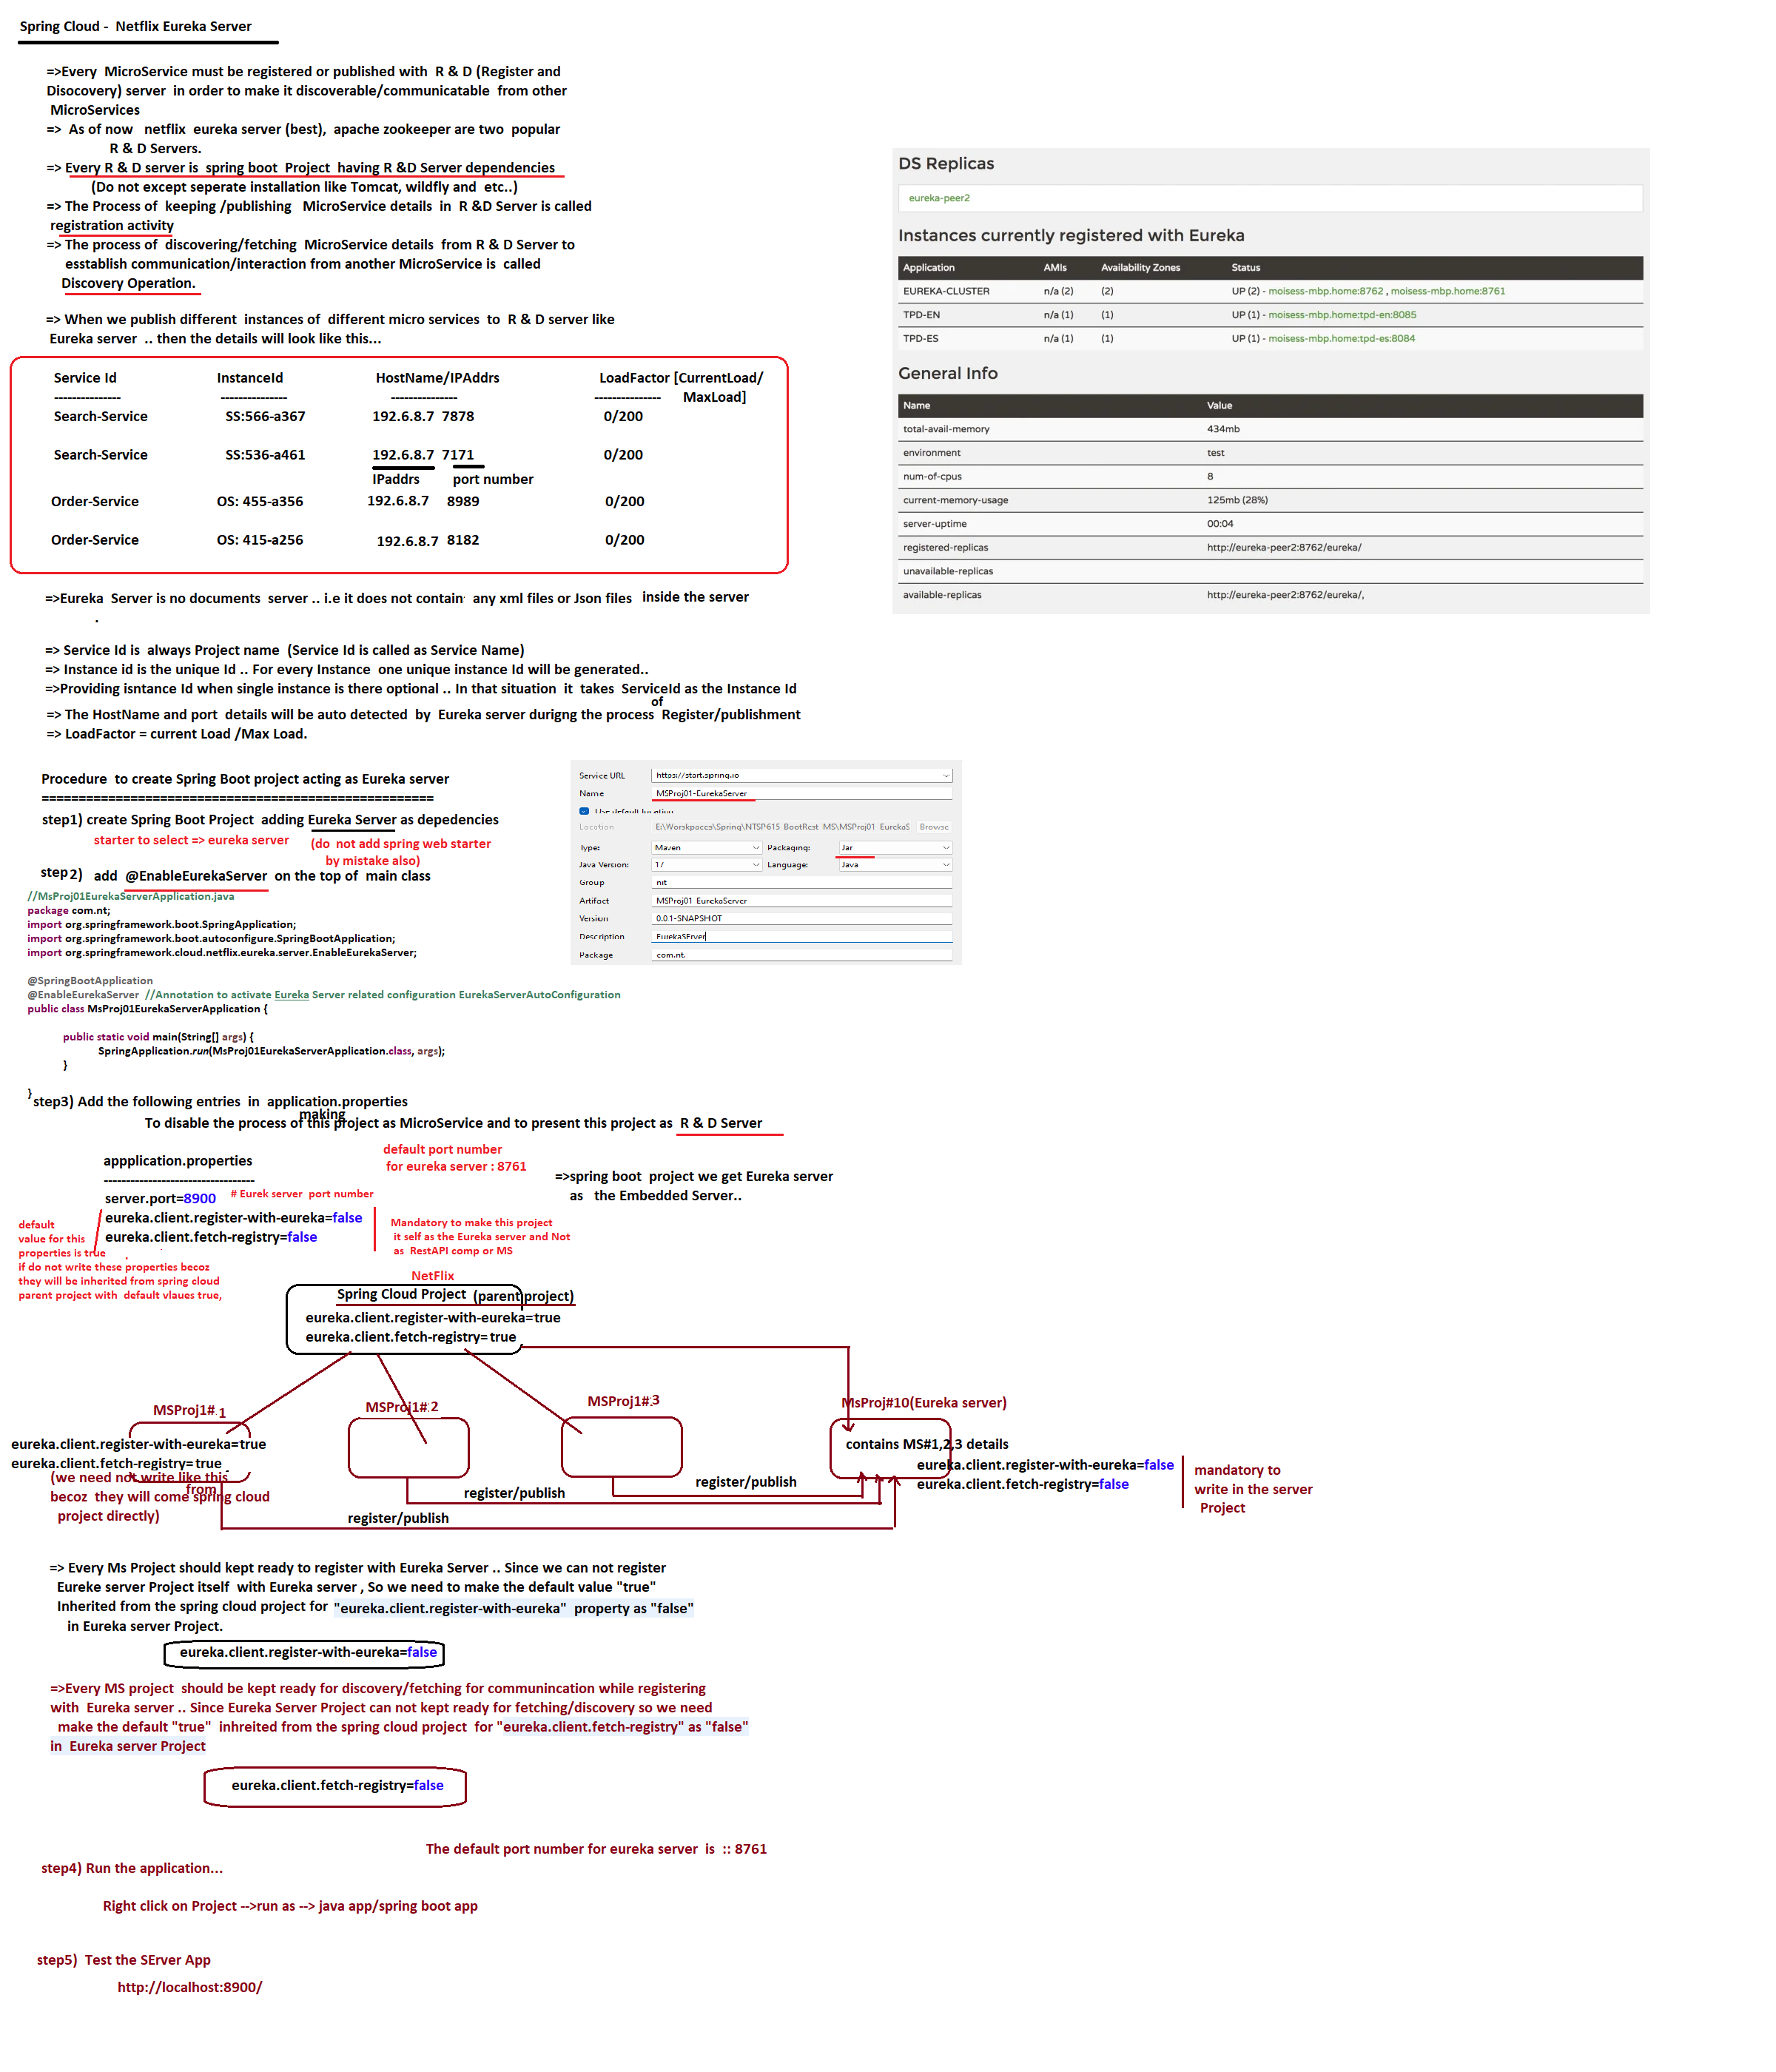 Spring Cloud -  Netflix Eureka Server
=>Every  MicroService must be registered or published with  R & D (Register and
Disocovery) server  in order to make it discoverable/communicatable  from other
MicroServices
=>  As of now   netflix  eureka server (best),  apache zookeeper are two  popular
R & D Servers.
=> Every R & D server is  spring boot  Project  having R &D Server dependencies
(Do not except seperate installation like Tomcat, wildfly and  etc..)
=> The Process of  keeping /publishing   MicroService details  in  R &D Server is called
registration activity
=> The process of  discovering/fetching  MicroService details  from R & D Server to
esstablish communication/interaction from another MicroService is  called
Discovery Operation.
=> When we publish different  instances of  different micro services  to  R & D server like
Eureka server  .. then the details will look like this...
Service Id    InstanceId    HostName/IPAddrs    LoadFactor [CurrentLoad/
---------------    ---------------    ---------------    ---------------    MaxLoad]
Search-Service    SS:566-a367    192.6.8.7  7878    0/200
Search-Service    SS:536-a461    192.6.8.7  7171    0/200
IPaddrs    port number
Order-Service    OS: 455-a356    192.6.8.7    8989    0/200
Order-Service    OS: 415-a256    192.6.8.7  8182    0/200
DS Replicas
eureka-peer2
Instances currently registered with Eureka
Application    AMIs    Availability Zones    Status
EUREKA-CLUSTER    n/a (2)    (2)    UP (2) - moisess-mbp.home:8762 , moisess-mbp.home:8761
TPD-EN    n/a (1)    (1)    UP (1) - moisess-mbp.home:tpd-en:8085
TPD-ES    n/a (1)    (1)    UP (1) - moisess-mbp.home:tpd-es:8084
General Info
Name    Value
total-avail-memory    434mb
environment    test
num-of-cpus    8
current-memory-usage    125mb (28%)
server-uptime    00:04
registered-replicas    http://eureka-peer2:8762/eureka/
unavailable-replicas
available-replicas    http://eureka-peer2:8762/eureka/,
=>Eureka  Server is no documents  server .. i.e it does not contain  any xml files or Json files  inside the server
.
=> Service Id is  always Project name  (Service Id is called as Service Name)
=> Instance id is the unique Id .. For every Instance  one unique instance Id will be generated..
=>Providing isntance Id when single instance is there optional .. In that situation  it  takes  ServiceId as the Instance Id
of
=> The HostName and port  details will be auto detected  by  Eureka server durigng the process  Register/publishment
=> LoadFactor = current Load /Max Load.
Procedure  to create Spring Boot project acting as Eureka server
=====================================================
step1) create Spring Boot Project  adding Eureka Server as depedencies
starter to select => eureka server    (do  not add spring web starter
by mistake also)
step 2)  add  @EnableEurekaServer  on the top of  main class
Service URL    https://start.spring.io
Name    MSProj01-EurekaServer
Use default location
Location    E:\Worskpaces\Spring\NTSP615 BootRest MS\MSProj01 EurekaS    Browse
Type:    Maven    Packaging:    Jar
Java Version:    17    Language:    Java
Group    nit
Artifact    MSProj01 EurekaServer
Version    0.0 1-SNAPSHOT
Description    EurekaSErver
Package    com.nt.
//MsProj01EurekaServerApplication.java
package com.nt;
import org.springframework.boot.SpringApplication;
import org.springframework.boot.autoconfigure.SpringBootApplication;
import org.springframework.cloud.netflix.eureka.server.EnableEurekaServer;
@SpringBootApplication
@EnableEurekaServer  //Annotation to activate Eureka Server related configuration EurekaServerAutoConfiguration
public class MsProj01EurekaServerApplication {
public static void main(String[] args) {
SpringApplication.run(MsProj01EurekaServerApplication.class, args);
}
}
step3) Add the following entries  in  application.properties
making
To disable the process of this project as MicroService and to present this project as  R & D Server
appplication.properties
----------------------------------
default port number
for eureka server : 8761
=>spring boot  project we get Eureka server
as   the Embedded Server..
server.port=8900    # Eurek server  port number
eureka.client.register-with-eureka=false
eureka.client.fetch-registry=false
Mandatory to make this project
it self as the Eureka server and Not
as  RestAPI comp or MS
default
value for this
properties is true
if do not write these properties becoz
they will be inherited from spring cloud
parent project with  default vlaues true,
NetFlix
Spring Cloud Project  (parent project)
eureka.client.register-with-eureka=true
eureka.client.fetch-registry=true
MSProj1#.1    MSProj1#:2    MSProj1#:3    MsProj#10(Eureka server)
eureka.client.register-with-eureka=true
eureka.client.fetch-registry=true
(we need not write like this
from
becoz  they will come spring cloud
project directly)
contains MS#1,2,3 details
eureka.client.register-with-eureka=false
eureka.client.fetch-registry=false
mandatory to
write in the server
Project
register/publish
register/publish
register/publish
=> Every Ms Project should kept ready to register with Eureka Server .. Since we can not register
Eureke server Project itself  with Eureka server , So we need to make the default value "true"
Inherited from the spring cloud project for  "eureka.client.register-with-eureka"  property as "false"
in Eureka server Project.
eureka.client.register-with-eureka=false
=>Every MS project  should be kept ready for discovery/fetching for communincation while registering
with  Eureka server .. Since Eureka Server Project can not kept ready for fetching/discovery so we need
make the default "true"  inhreited from the spring cloud project  for "eureka.client.fetch-registry" as "false"
in  Eureka server Project
eureka.client.fetch-registry=false
The default port number for eureka server  is  :: 8761
step4) Run the application...
Right click on Project -->run as --> java app/spring boot app
step5)  Test the SErver App
http://localhost:8900/